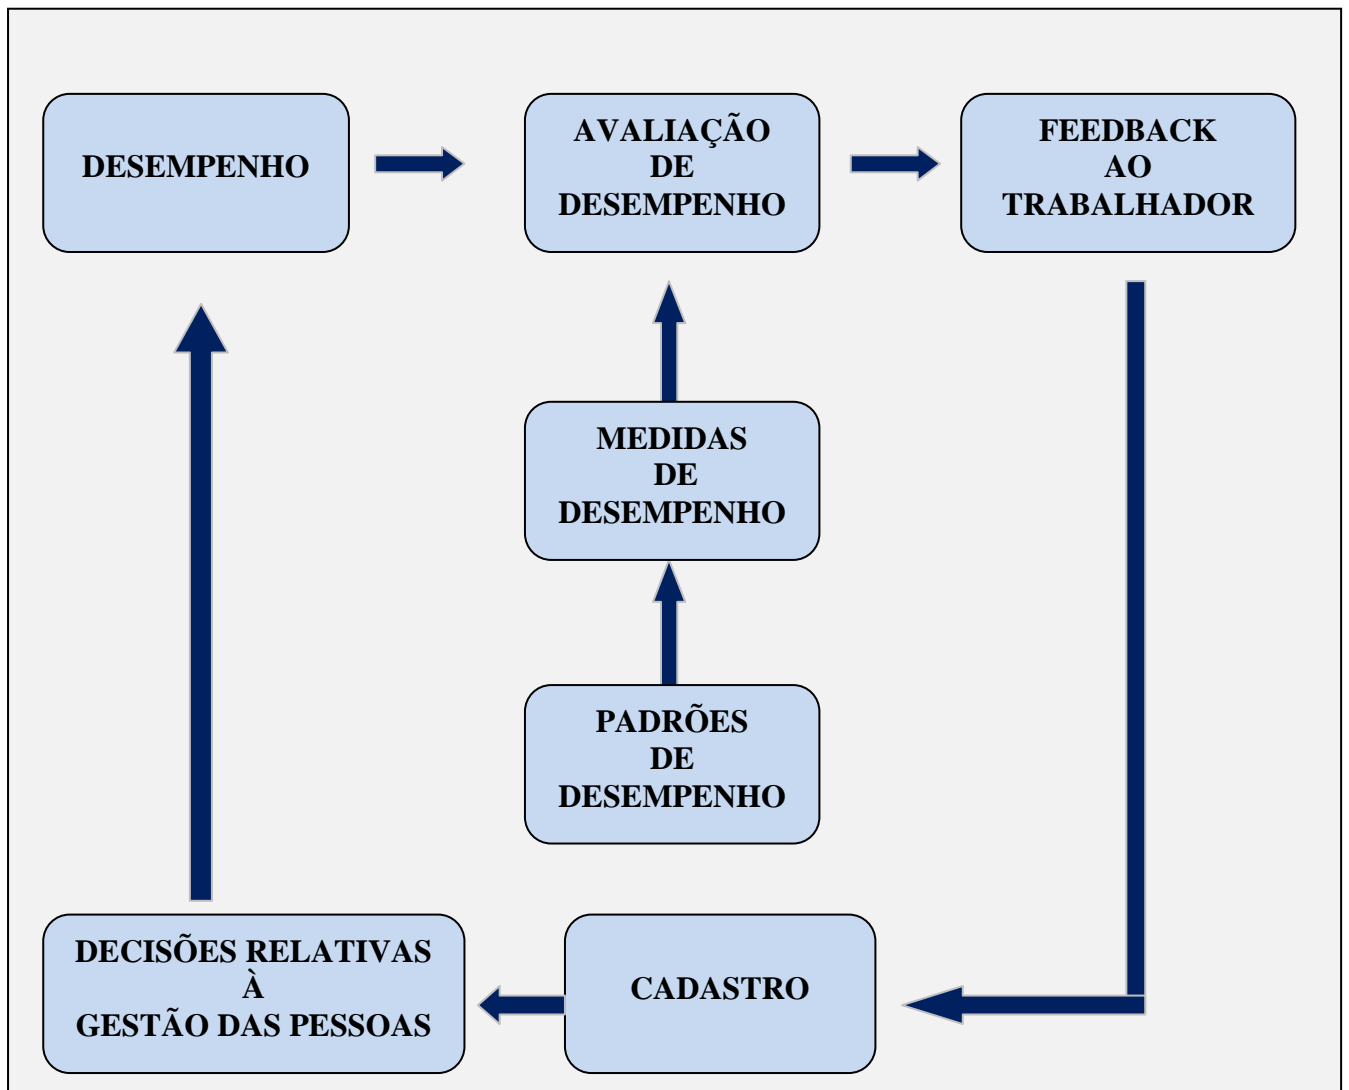 DESEMPENHO
AVALIAÇÃO
DE
DESEMPENHO
FEEDBACK
AO
TRABALHADOR
MEDIDAS
DE
DESEMPENHO
PADRÕES
DE
DESEMPENHO
DECISÕES RELATIVAS
À
GESTÃO DAS PESSOAS
CADASTRO